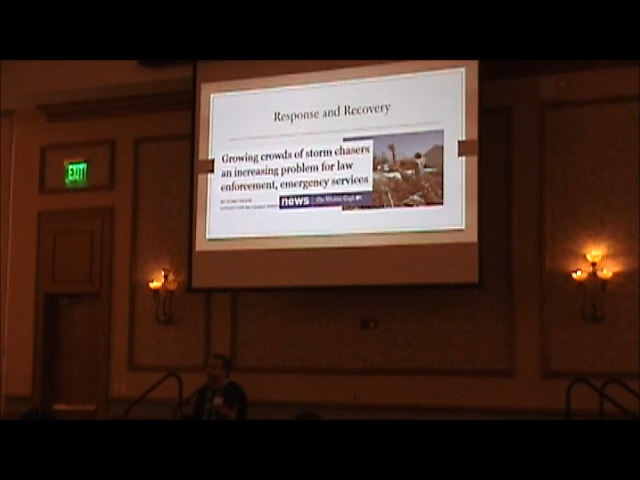 Response and Recovery
Growing crowds of storm chasers
an increasing problem for law
enforcement, emergency services
news
EXIT